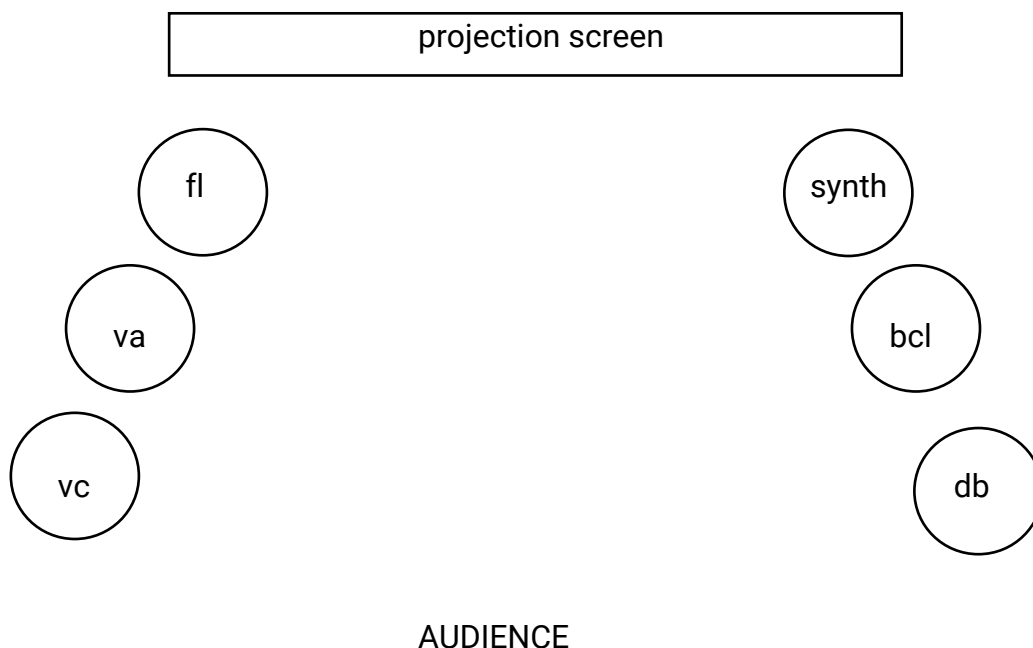 projection screen
fl
synth
va
bcl
vc
db
AUDIENCE